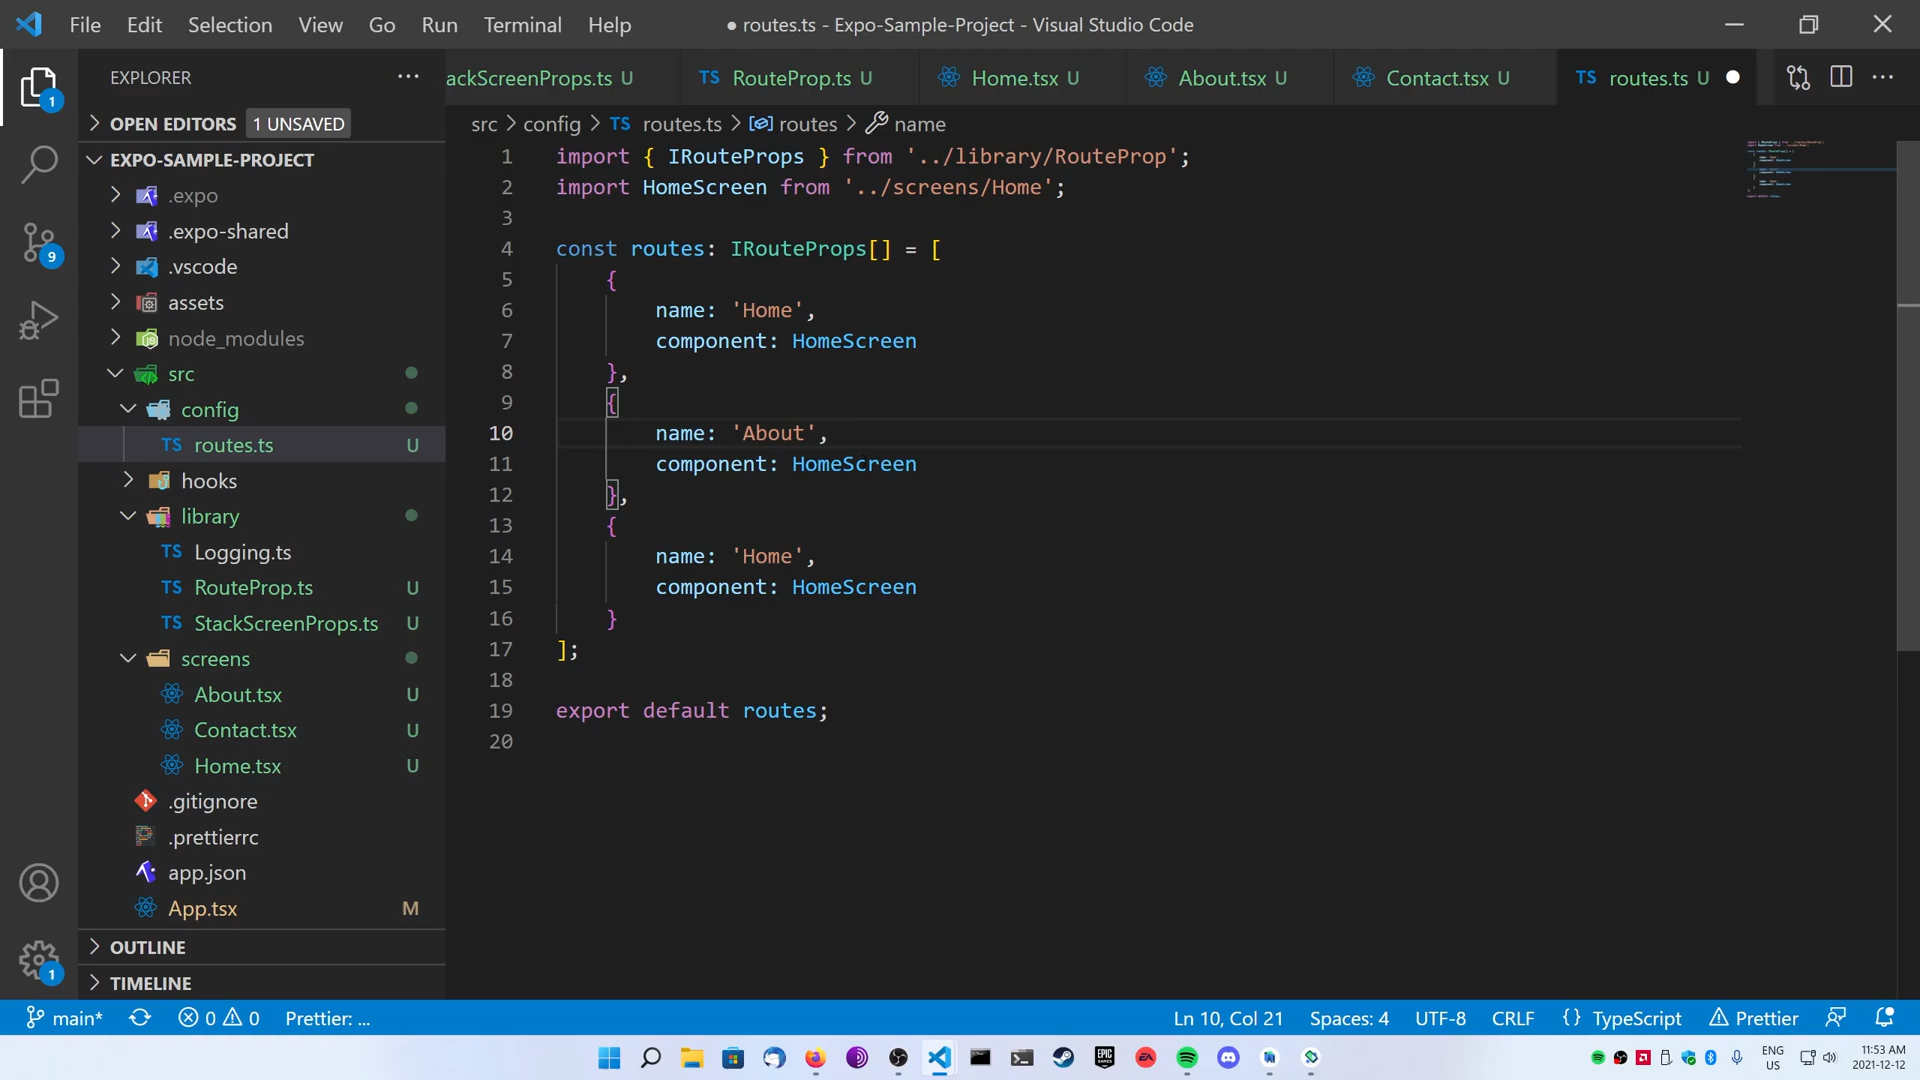 File Edit Selection View Go Run Terminal Help
● routes.ts - Expo-Sample-Project - Visual Studio Code
EXPLORER
OPEN EDITORS 1 UNSAVED
EXPO-SAMPLE-PROJECT
.expo
.expo-shared
.vscode
assets
node_modules
src
config
TS routes.ts U
hooks
library
TS Logging.ts
TS RouteProp.ts U
TS StackScreenProps.ts U
screens
About.tsx U
Contact.tsx U
Home.tsx U
.gitignore
.prettierrc
app.json
App.tsx M
OUTLINE
TIMELINE
1
9
1
ackScreenProps.ts U TS RouteProp.ts U Home.tsx U About.tsx U Contact.tsx U TS routes.ts U
src > config > TS routes.ts > routes > name
1 import { IRouteProps } from '../library/RouteProp';
2 import HomeScreen from '../screens/Home';
3
4 const routes: IRouteProps[] = [
5 {
6 name: 'Home',
7 component: HomeScreen
8 },
9 {
10 name: 'About',
11 component: HomeScreen
12 },
13 {
14 name: 'Home',
15 component: HomeScreen
16 }
17 ];
18
19 export default routes;
20
main* 0 0 Prettier: ... Ln 10, Col 21 Spaces: 4 UTF-8 CRLF {} TypeScript Prettier
EPIC GAMES EA
ENG
US
11:53 AM
2021-12-12